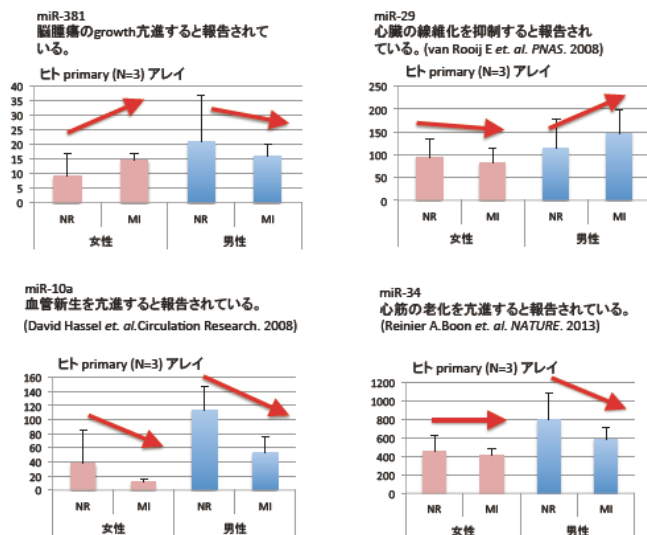 miR-381
脳腫瘍のgrowth亢進すると報告されて
いる。
ヒト primary (N=3) アレイ
40
35
30
25
20
15
10
5
0
NR MI NR MI
女性 男性
miR-29
心臓の線維化を抑制すると報告され
ている。(van Rooij E et. al. PNAS. 2008)
ヒト primary (N=3) アレイ
250
200
150
100
50
0
NR MI NR MI
女性 男性
miR-10a
血管新生を亢進すると報告されている。
(David Hassel et. al.Circulation Research. 2008)
ヒト primary (N=3) アレイ
160
140
120
100
80
60
40
20
0
NR MI NR MI
女性 男性
miR-34
心筋の老化を亢進すると報告されている。
(Reinier A.Boon et. al. NATURE. 2013)
ヒト primary (N=3) アレイ
1200
1000
800
600
400
200
0
NR MI NR MI
女性 男性